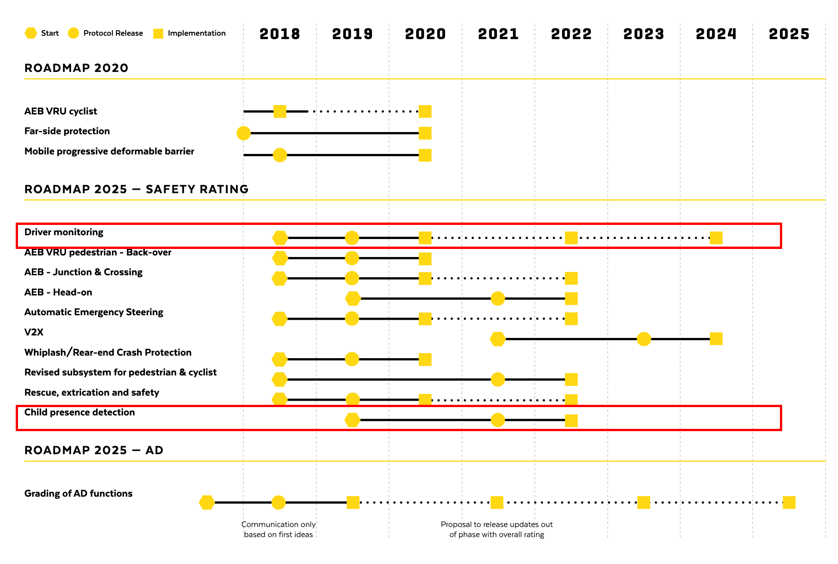 Start Protocol Release Implementation 2018 2019 2020 2021 2022 2023 2024 2025
ROADMAP 2020
AEB VRU cyclist
Far-side protection
Mobile progressive deformable barrier
ROADMAP 2025 — SAFETY RATING
Driver monitoring
AEB VRU pedestrian - Back-over
AEB - Junction & Crossing
AEB - Head-on
Automatic Emergency Steering
V2X
Whiplash/Rear-end Crash Protection
Revised subsystem for pedestrian & cyclist
Rescue, extrication and safety
Child presence detection
ROADMAP 2025 — AD
Grading of AD functions
Communication only
based on first ideas
Proposal to release updates out
of phase with overall rating